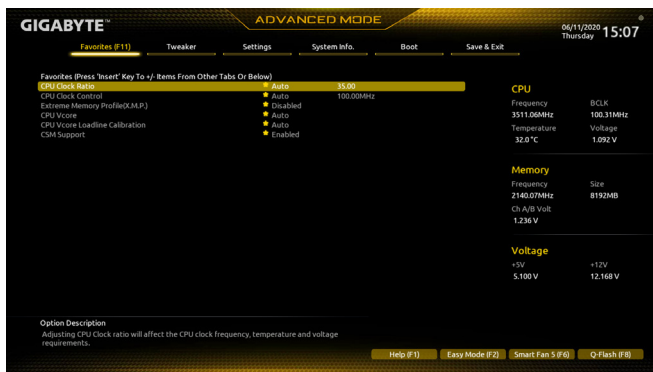 GIGABYTE™
ADVANCED MODE
06/11/2020
Thursday
15:07
Favorites (F11) Tweaker Settings System Info. Boot Save & Exit
Favorites (Press 'Insert' Key To +/- Items From Other Tabs Or Below)
CPU Clock Ratio Auto 35.00
CPU Clock Control Auto 100.00MHz
Extreme Memory Profile(X.M.P.) Disabled
CPU Vcore Auto
CPU Vcore Loadline Calibration Auto
CSM Support Enabled
CPU
Frequency BCLK
3511.06MHz 100.31MHz
Temperature Voltage
32.0 °C 1.092 V
Memory
Frequency Size
2140.07MHz 8192MB
Ch A/B Volt
1.236 V
Voltage
+5V +12V
5.100 V 12.168 V
Option Description
Adjusting CPU Clock ratio will affect the CPU clock frequency, temperature and voltage
requirements.
Help (F1) Easy Mode (F2) Smart Fan 5 (F6) Q-Flash (F8)